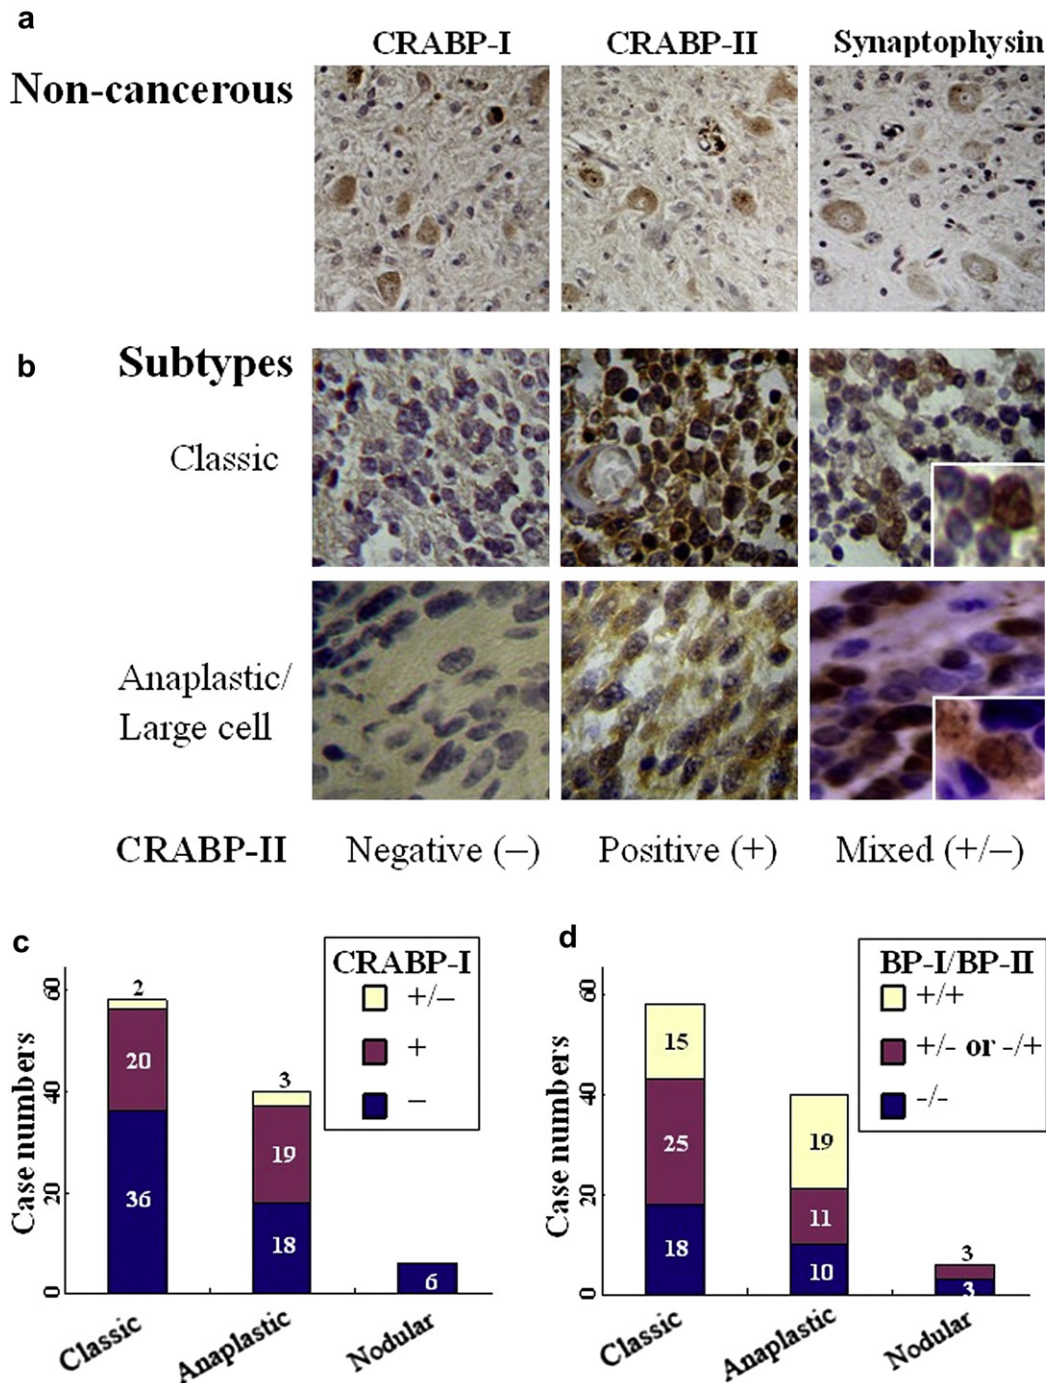 a
CRABP-I CRABP-II Synaptophysin
Non-cancerous
b
Subtypes
Classic
Anaplastic/
Large cell
CRABP-II Negative (–) Positive (+) Mixed (+/–)
c
CRABP-I
+/–
+
–
Case numbers
60
40
20
0
2
20
36
3
19
18
6
Classic
Anaplastic
Nodular
d
BP-I/BP-II
+/+
+/- or -/+
-/-
Case numbers
60
40
20
0
15
25
18
19
11
10
3
3
Classic
Anaplastic
Nodular